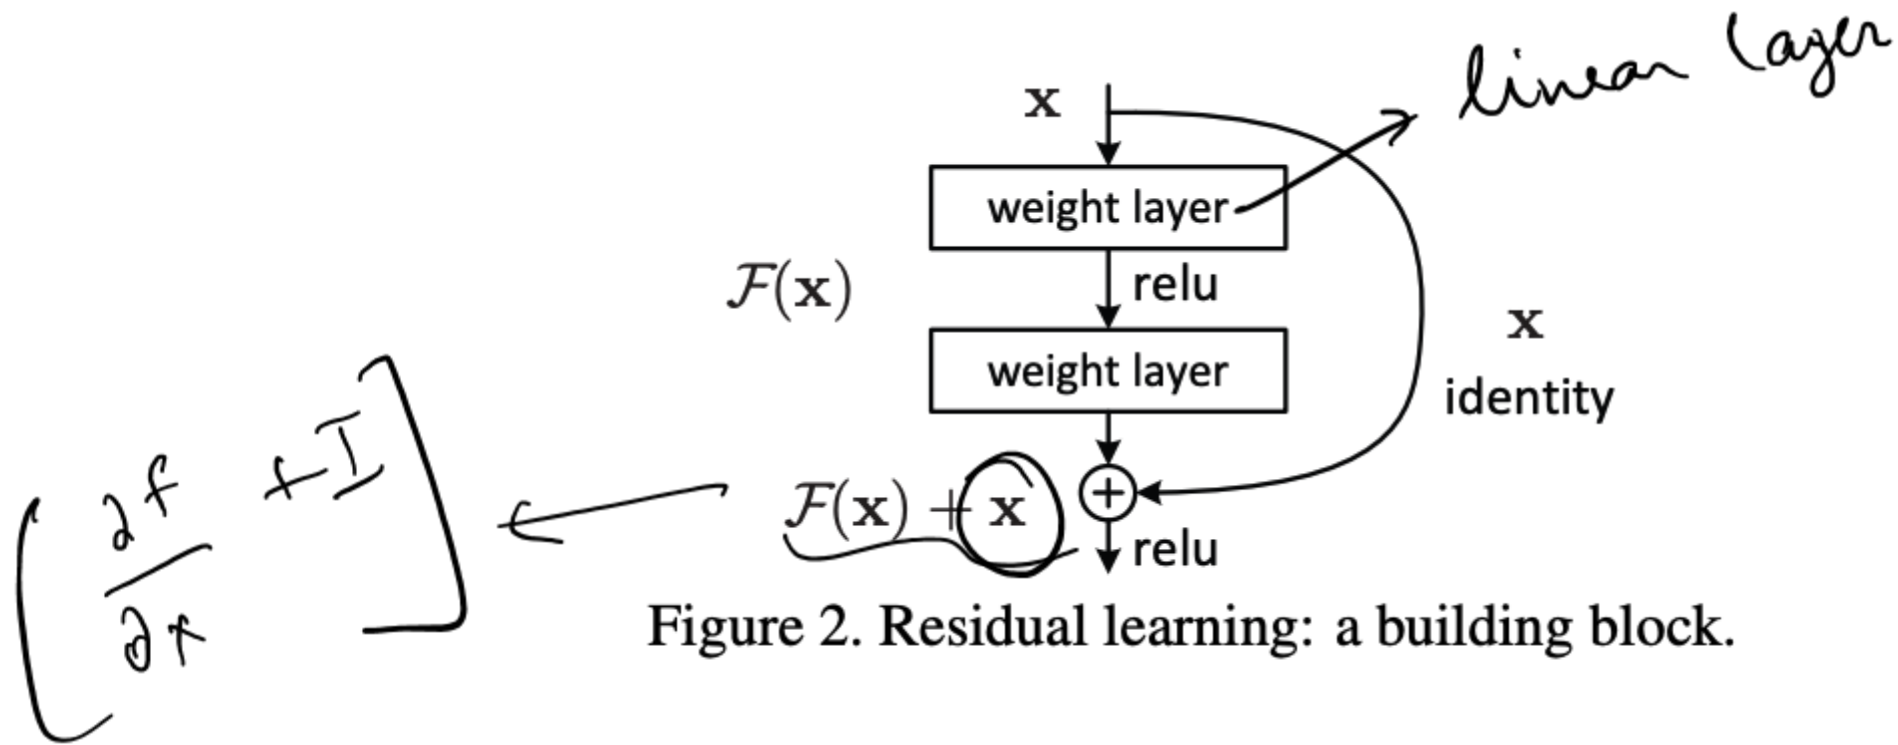 linear layer
x
weight layer
relu
F(x)
weight layer
x
identity
[ ∂f/∂x + I ]
F(x) + x
relu
Figure 2. Residual learning: a building block.